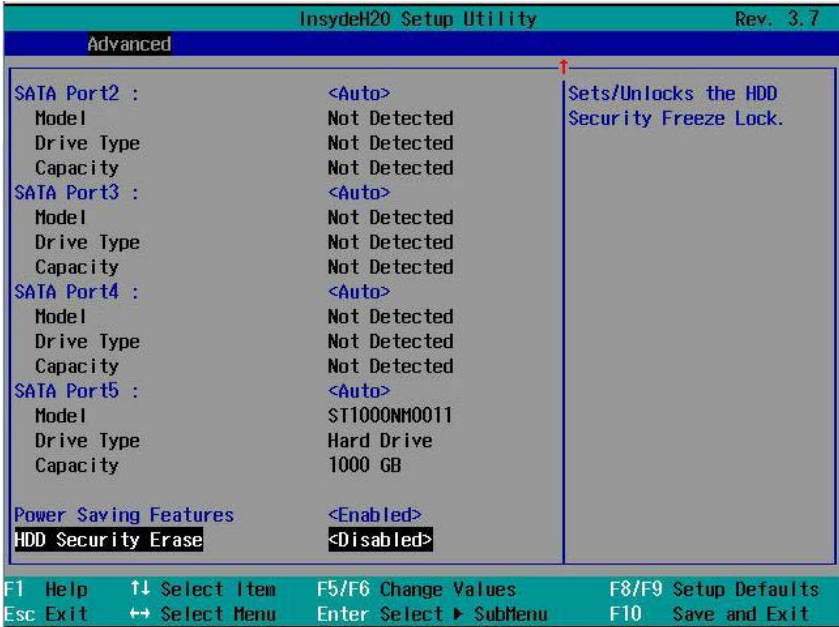 InsydeH20 Setup Utility Rev. 3.7
Advanced
SATA Port2 : <Auto> Sets/Unlocks the HDD
Model Not Detected Security Freeze Lock.
Drive Type Not Detected
Capacity Not Detected
SATA Port3 : <Auto>
Model Not Detected
Drive Type Not Detected
Capacity Not Detected
SATA Port4 : <Auto>
Model Not Detected
Drive Type Not Detected
Capacity Not Detected
SATA Port5 : <Auto>
Model ST1000NM0011
Drive Type Hard Drive
Capacity 1000 GB
Power Saving Features <Enabled>
HDD Security Erase <Disabled>
F1 Help ↑↓ Select Item F5/F6 Change Values F8/F9 Setup Defaults
Esc Exit ↔ Select Menu Enter Select ▶ SubMenu F10 Save and Exit